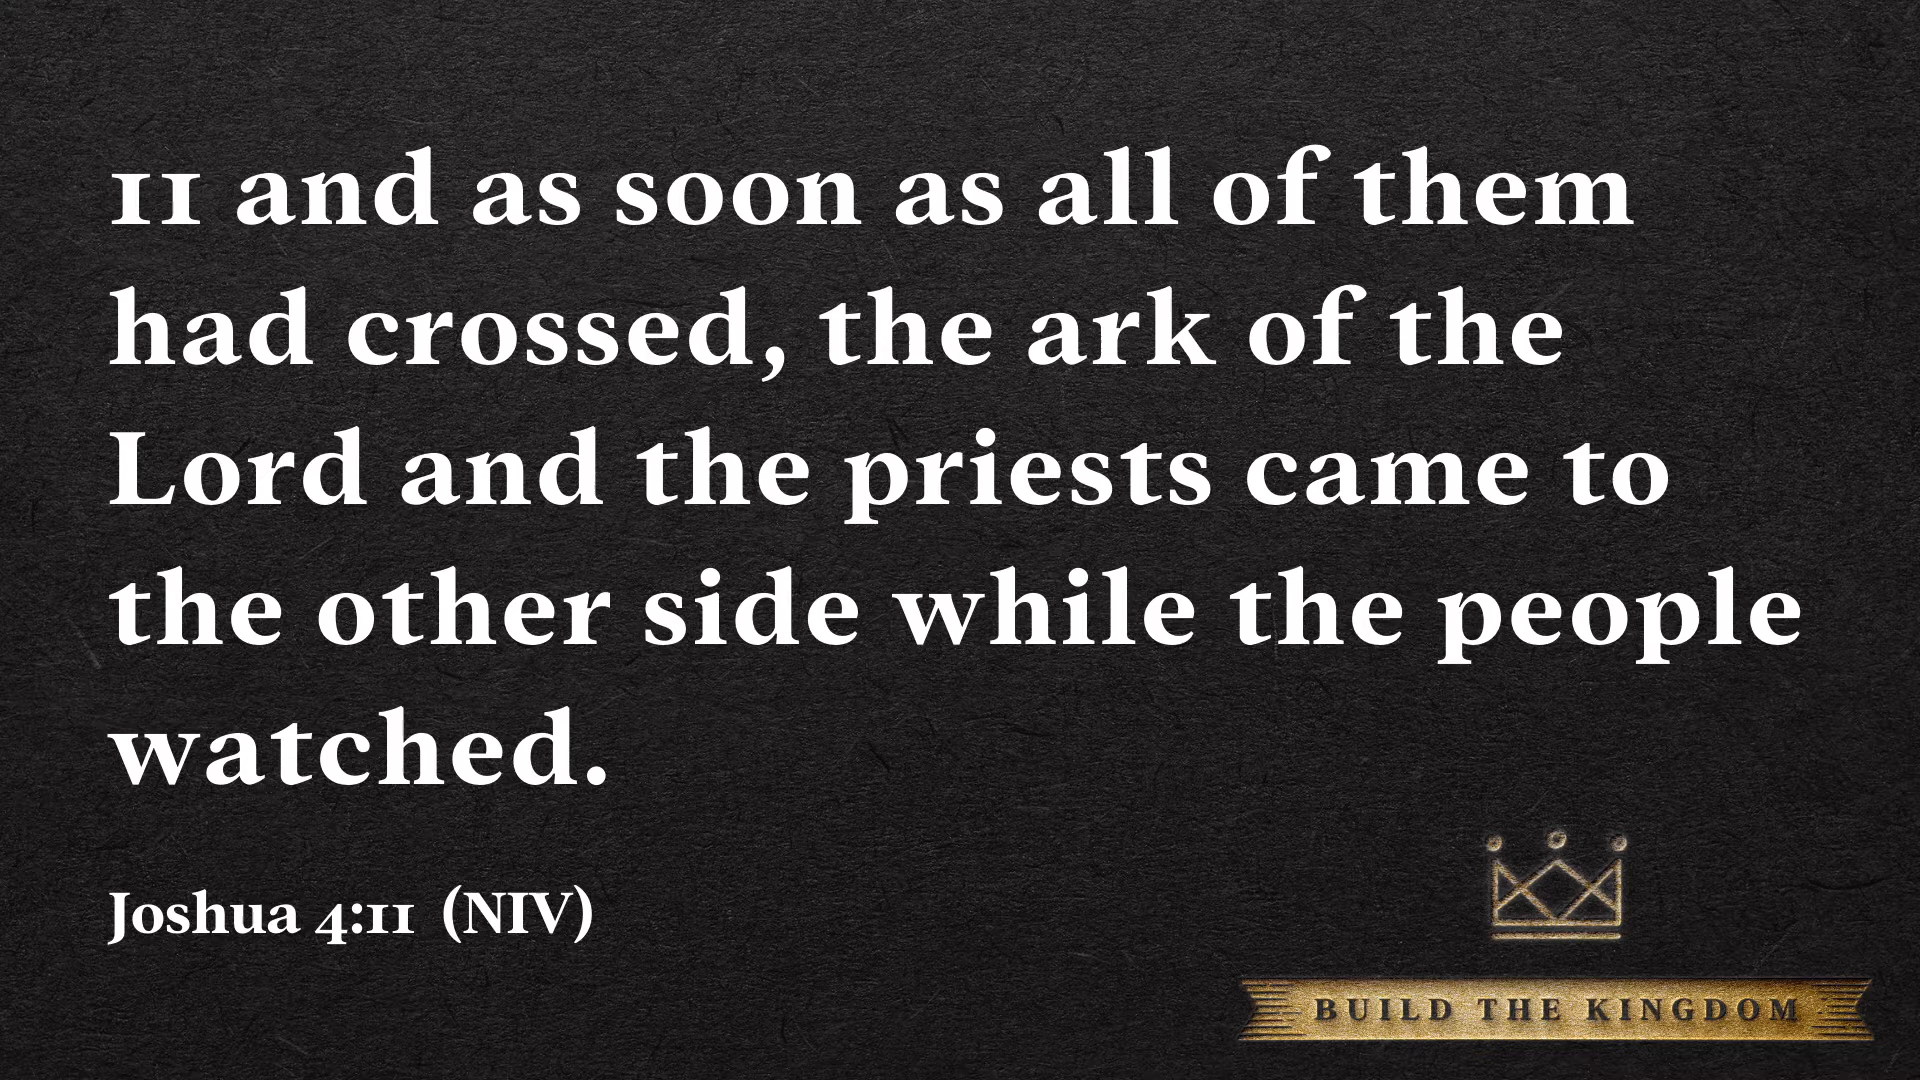 11 and as soon as all of them
had crossed, the ark of the
Lord and the priests came to
the other side while the people
watched.
Joshua 4:11 (NIV)
BUILD THE KINGDOM